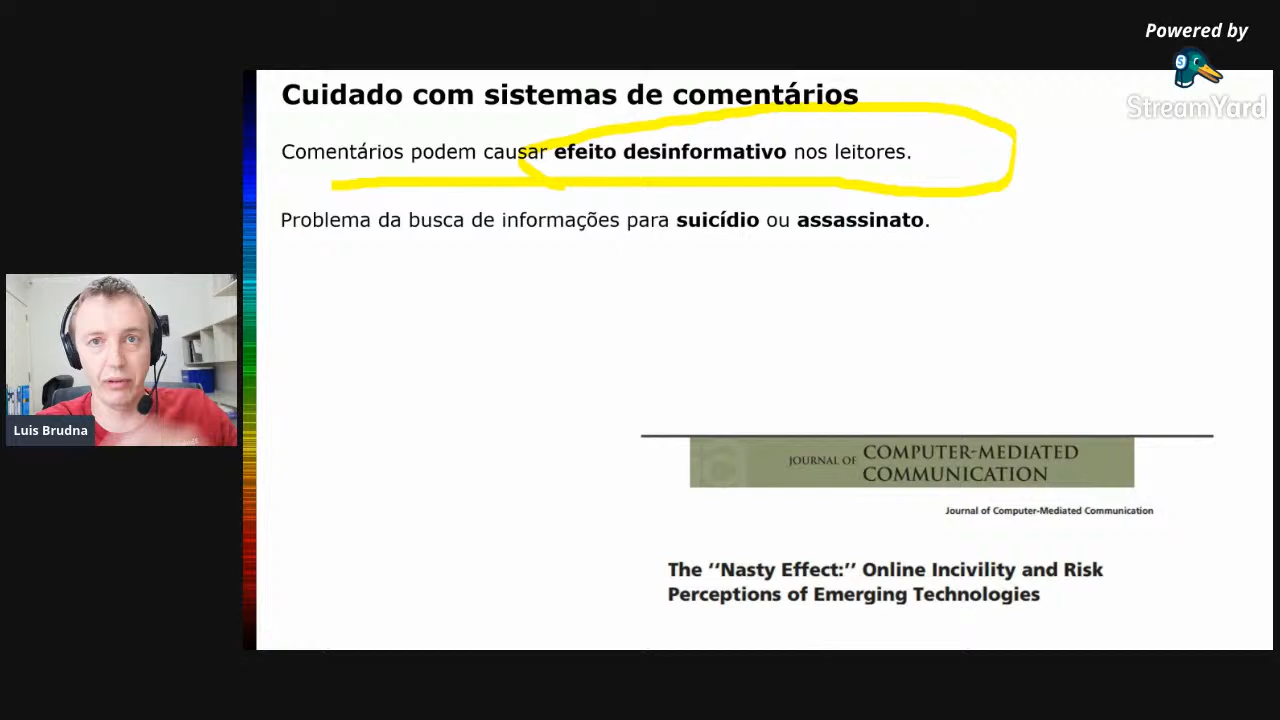 Powered by
StreamYard
Cuidado com sistemas de comentários
Comentários podem causar efeito desinformativo nos leitores.
Problema da busca de informações para suicídio ou assassinato.
Luis Brudna
JOURNAL OF COMPUTER-MEDIATED
COMMUNICATION
Journal of Computer-Mediated Communication
The ‘‘Nasty Effect:’’ Online Incivility and Risk
Perceptions of Emerging Technologies